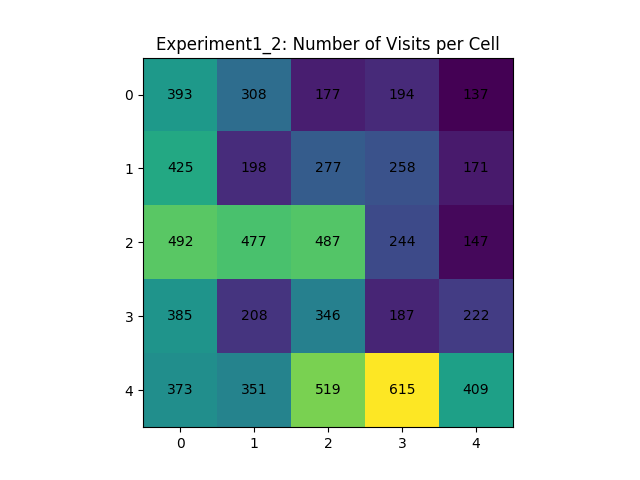 Experiment1_2: Number of Visits per Cell
0 393 308 177 194 137
1 425 198 277 258 171
2 492 477 487 244 147
3 385 208 346 187 222
4 373 351 519 615 409
0 1 2 3 4